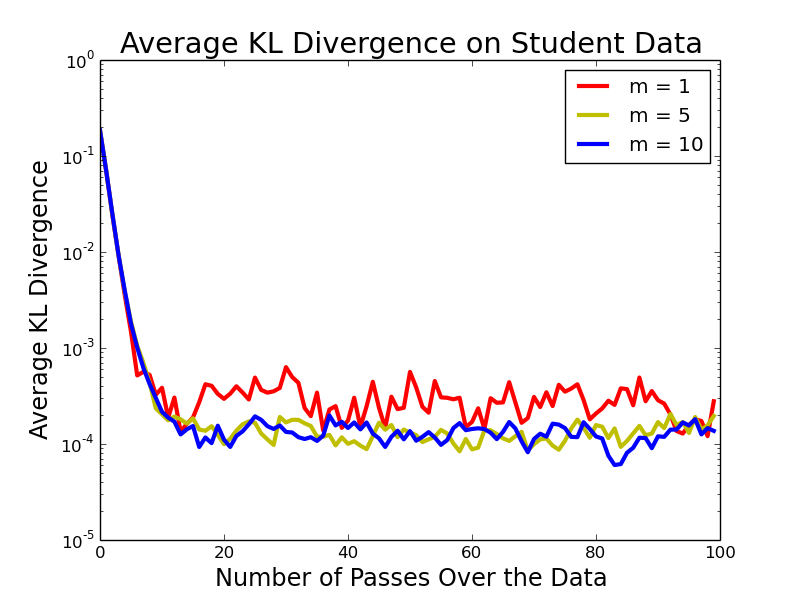 Average KL Divergence on Student Data
m = 1
m = 5
m = 10
10^0
10^-1
10^-2
10^-3
10^-4
10^-5
Average KL Divergence
0 20 40 60 80 100
Number of Passes Over the Data